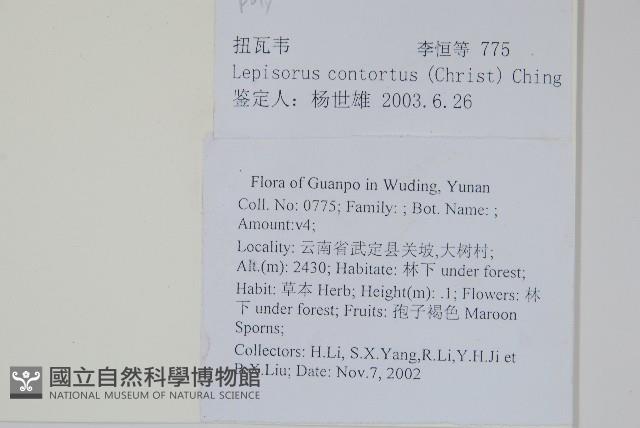 poly
扭瓦韦 李恒等 775
Lepisorus contortus (Christ) Ching
鉴定人: 杨世雄 2003.6.26
Flora of Guanpo in Wuding, Yunan
Coll. No: 0775; Family: ; Bot. Name: ;
Amount:v4;
Locality: 云南省武定县关坡,大树村;
Alt.(m): 2430; Habitate: 林下 under forest;
Habit: 草本 Herb; Height(m): .1; Flowers: 林
下 under forest; Fruits: 孢子褐色 Maroon
Sporns;
Collectors: H.Li, S.X.Yang,R.Li,Y.H.Ji et
Liu; Date: Nov.7, 2002
國立自然科學博物館
NATIONAL MUSEUM OF NATURAL SCIENCE